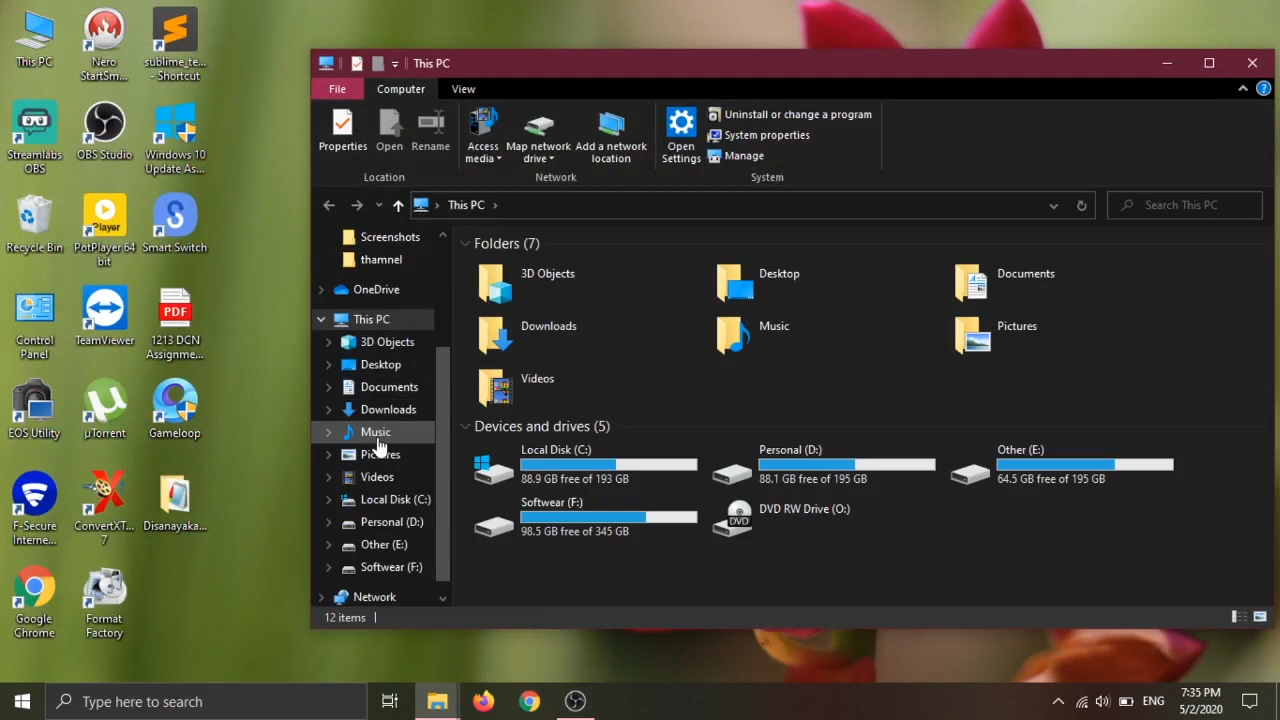 This PC
Nero
StartSm...
sublime_te...
- Shortcut
Streamlabs
OBS
OBS Studio
Windows 10
Update As...
Recycle Bin
Player
PotPlayer 64
bit
Smart Switch
Control
Panel
TeamViewer
PDF
1213 DCN
Assignme...
EOS Utility
µTorrent
Gameloop
F-Secure
Interne...
ConvertXT...
7
Disanayaka...
Google
Chrome
Format
Factory
This PC
File
Computer
View
Properties
Open
Rename
Location
Access
media
Map network
drive
Add a network
location
Network
Open
Settings
Uninstall or change a program
System properties
Manage
System
This PC
Search This PC
Screenshots
thamnel
OneDrive
This PC
3D Objects
Desktop
Documents
Downloads
Music
Pictures
Videos
Local Disk (C:)
Personal (D:)
Other (E:)
Softwear (F:)
Network
Folders (7)
3D Objects
Desktop
Documents
Downloads
Music
Pictures
Videos
Devices and drives (5)
Local Disk (C:)
88.9 GB free of 193 GB
Personal (D:)
88.1 GB free of 195 GB
Other (E:)
64.5 GB free of 195 GB
Softwear (F:)
98.5 GB free of 345 GB
DVD
DVD RW Drive (O:)
12 items
Type here to search
ENG
7:35 PM
5/2/2020